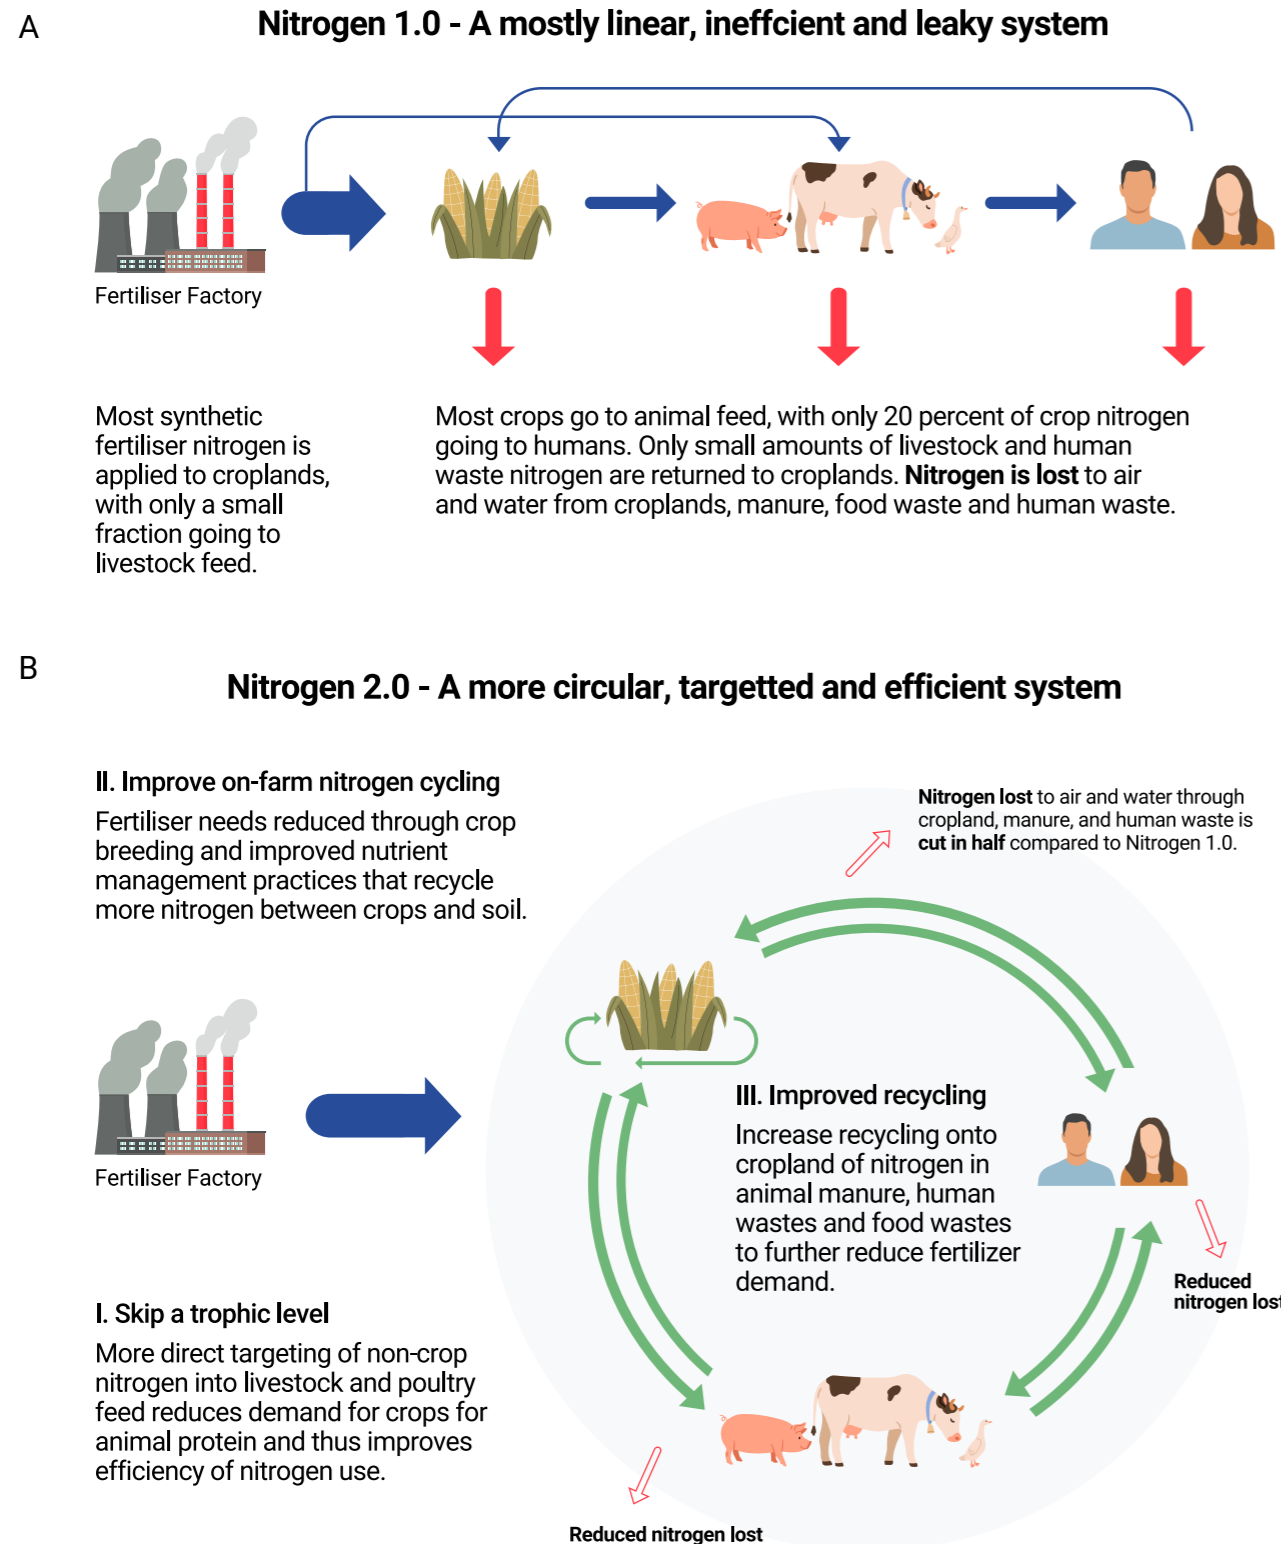 A
Nitrogen 1.0 - A mostly linear, ineffcient and leaky system
Fertiliser Factory
Most synthetic
fertiliser nitrogen is
applied to croplands,
with only a small
fraction going to
livestock feed.
Most crops go to animal feed, with only 20 percent of crop nitrogen
going to humans. Only small amounts of livestock and human
waste nitrogen are returned to croplands. Nitrogen is lost to air
and water from croplands, manure, food waste and human waste.
B
Nitrogen 2.0 - A more circular, targetted and efficient system
II. Improve on-farm nitrogen cycling
Fertiliser needs reduced through crop
breeding and improved nutrient
management practices that recycle
more nitrogen between crops and soil.
Nitrogen lost to air and water through
cropland, manure, and human waste is
cut in half compared to Nitrogen 1.0.
Fertiliser Factory
III. Improved recycling
Increase recycling onto
cropland of nitrogen in
animal manure, human
wastes and food wastes
to further reduce fertilizer
demand.
Reduced
nitrogen lost
I. Skip a trophic level
More direct targeting of non-crop
nitrogen into livestock and poultry
feed reduces demand for crops for
animal protein and thus improves
efficiency of nitrogen use.
Reduced nitrogen lost